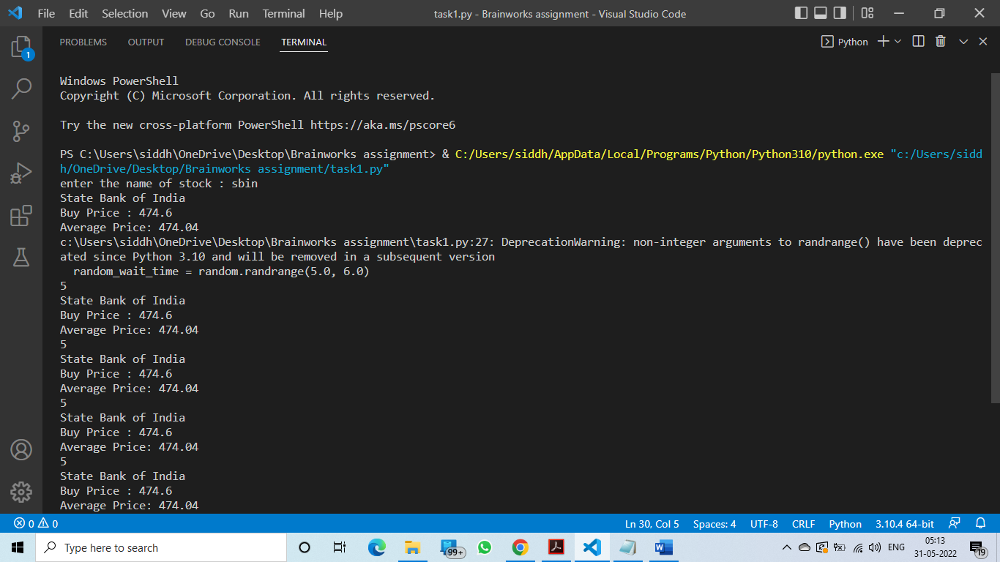 File Edit Selection View Go Run Terminal Help task1.py - Brainworks assignment - Visual Studio Code
PROBLEMS OUTPUT DEBUG CONSOLE TERMINAL Python
1
Windows PowerShell
Copyright (C) Microsoft Corporation. All rights reserved.
Try the new cross-platform PowerShell https://aka.ms/pscore6
PS C:\Users\siddh\OneDrive\Desktop\Brainworks assignment> & C:/Users/siddh/AppData/Local/Programs/Python/Python310/python.exe "c:/Users/sidd
h/OneDrive/Desktop/Brainworks assignment/task1.py"
enter the name of stock : sbin
State Bank of India
Buy Price : 474.6
Average Price: 474.04
c:\Users\siddh\OneDrive\Desktop\Brainworks assignment\task1.py:27: DeprecationWarning: non-integer arguments to randrange() have been deprec
ated since Python 3.10 and will be removed in a subsequent version
  random_wait_time = random.randrange(5.0, 6.0)
5
State Bank of India
Buy Price : 474.6
Average Price: 474.04
5
State Bank of India
Buy Price : 474.6
Average Price: 474.04
5
State Bank of India
Buy Price : 474.6
Average Price: 474.04
5
State Bank of India
Buy Price : 474.6
Average Price: 474.04
0 0 Ln 30, Col 5 Spaces: 4 UTF-8 CRLF Python 3.10.4 64-bit
Type here to search 99+ ENG 05:13
31-05-2022 19